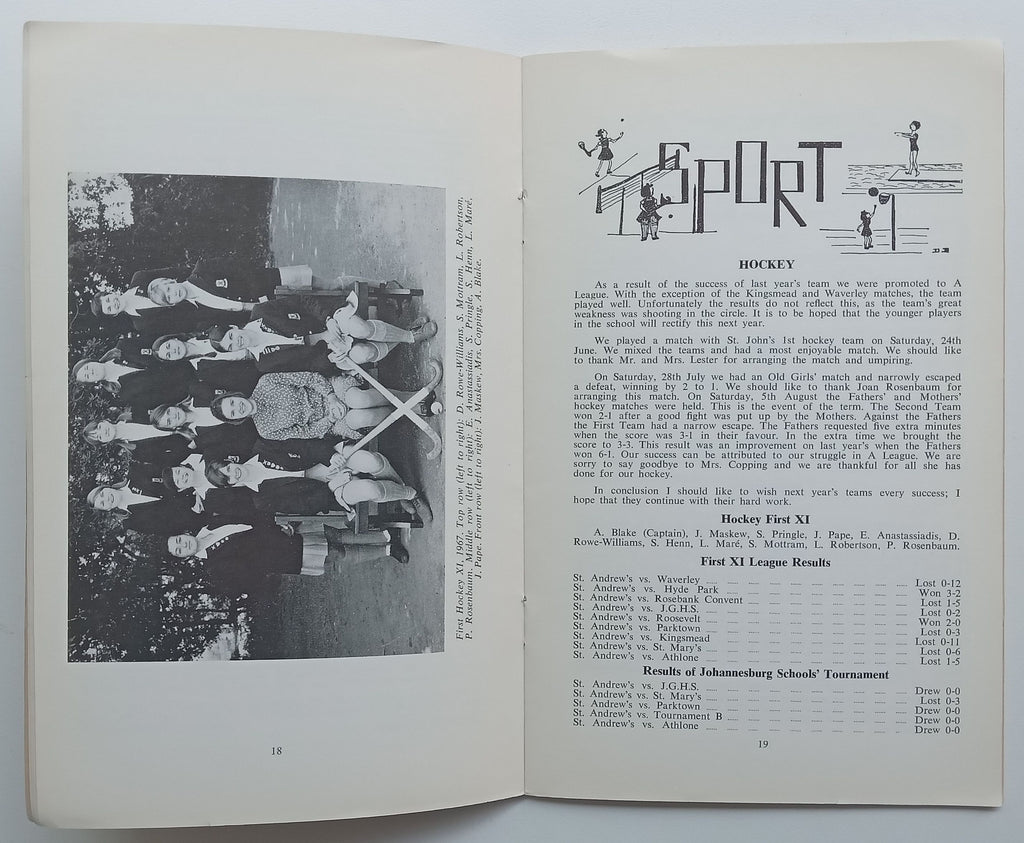 First Hockey XI, 1967. Top row (left to right): D. Rowe-Williams, S. Mottram, L. Robertson,
P. Rosenbaum. Middle row (left to right): E. Anastassiadis, S. Pringle, S. Henn, L. Maré,
J. Pape. Front row (left to right): J. Maskew, Mrs. Copping, A. Blake.
18
SPORT
HOCKEY
As a result of the success of last year's team we were promoted to A
League. With the exception of the Kingsmead and Waverley matches, the team
played well. Unfortunately the results do not reflect this, as the team's great
weakness was shooting in the circle. It is to be hoped that the younger players
in the school will rectify this next year.
We played a match with St. John's 1st hockey team on Saturday, 24th
June. We mixed the teams and had a most enjoyable match. We should like
to thank Mr. and Mrs. Lester for arranging the match and umpiring.
On Saturday, 28th July we had an Old Girls' match and narrowly escaped
a defeat, winning by 2 to 1. We should like to thank Joan Rosenbaum for
arranging this match. On Saturday, 5th August the Fathers' and Mothers'
hockey matches were held. This is the event of the term. The Second Team
won 2-1 after a good fight was put up by the Mothers. Against the Fathers
the First Team had a narrow escape. The Fathers requested five extra minutes
when the score was 3-1 in their favour. In the extra time we brought the
score to 3-3. This result was an improvement on last year's when the Fathers
won 6-1. Our success can be attributed to our struggle in A League. We are
sorry to say goodbye to Mrs. Copping and we are thankful for all she has
done for our hockey.
In conclusion I should like to wish next year's teams every success; I
hope that they continue with their hard work.
Hockey First XI
A. Blake (Captain), J. Maskew, S. Pringle, J. Pape, E. Anastassiadis, D.
Rowe-Williams, S. Henn, L. Maré, S. Mottram, L. Robertson, P. Rosenbaum.
First XI League Results
St. Andrew's vs. Waverley Lost 0-12
St. Andrew's vs. Hyde Park Won 3-2
St. Andrew's vs. Rosebank Convent Lost 1-5
St. Andrew's vs. J.G.H.S. Lost 0-2
St. Andrew's vs. Roosevelt Won 2-0
St. Andrew's vs. Parktown Lost 0-3
St. Andrew's vs. Kingsmead Lost 0-11
St. Andrew's vs. St. Mary's Lost 0-6
St. Andrew's vs. Athlone Lost 1-5
Results of Johannesburg Schools' Tournament
St. Andrew's vs. J.G.H.S. Drew 0-0
St. Andrew's vs. St. Mary's Lost 0-3
St. Andrew's vs. Parktown Drew 0-0
St. Andrew's vs. Tournament B Drew 0-0
St. Andrew's vs. Athlone Drew 0-0
19